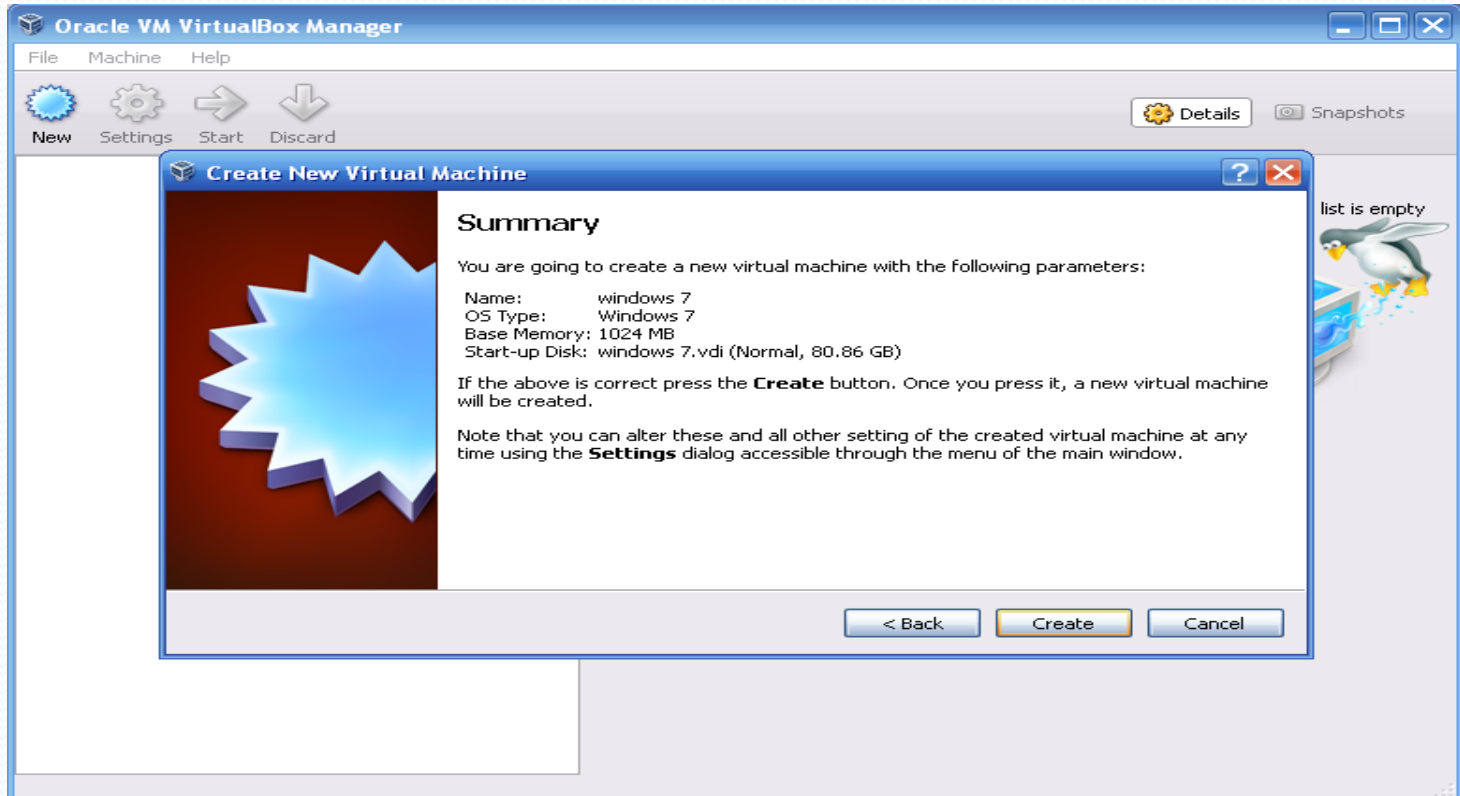 Oracle VM VirtualBox Manager
File Machine Help
New Settings Start Discard
Details Snapshots
Create New Virtual Machine
list is empty
Summary
You are going to create a new virtual machine with the following parameters:
Name: windows 7
OS Type: Windows 7
Base Memory: 1024 MB
Start-up Disk: windows 7.vdi (Normal, 80.86 GB)
If the above is correct press the Create button. Once you press it, a new virtual machine
will be created.
Note that you can alter these and all other setting of the created virtual machine at any
time using the Settings dialog accessible through the menu of the main window.
< Back Create Cancel